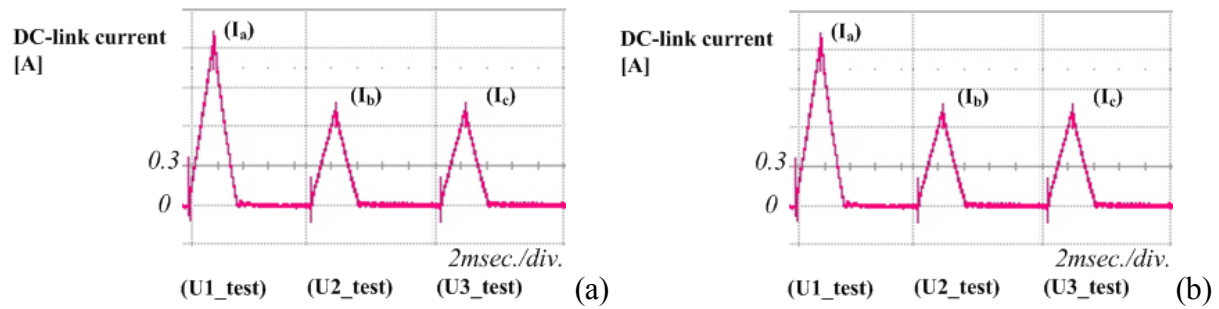 DC-link current
[A]
(Ia)
(Ib)
(Ic)
0.3
0
2msec./div.
(U1_test) (U2_test) (U3_test) (a)
DC-link current
[A]
(Ia)
(Ib)
(Ic)
0.3
0
2msec./div.
(U1_test) (U2_test) (U3_test) (b)